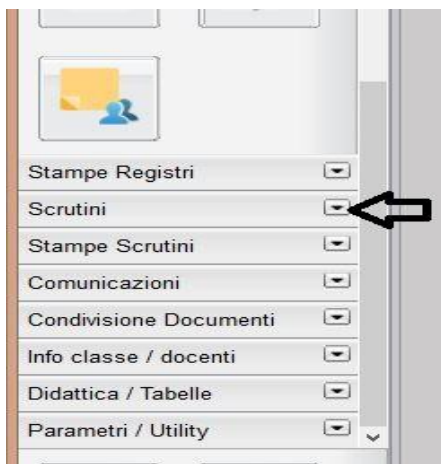 Stampe Registri
Scrutini
Stampe Scrutini
Comunicazioni
Condivisione Documenti
Info classe / docenti
Didattica / Tabelle
Parametri / Utility